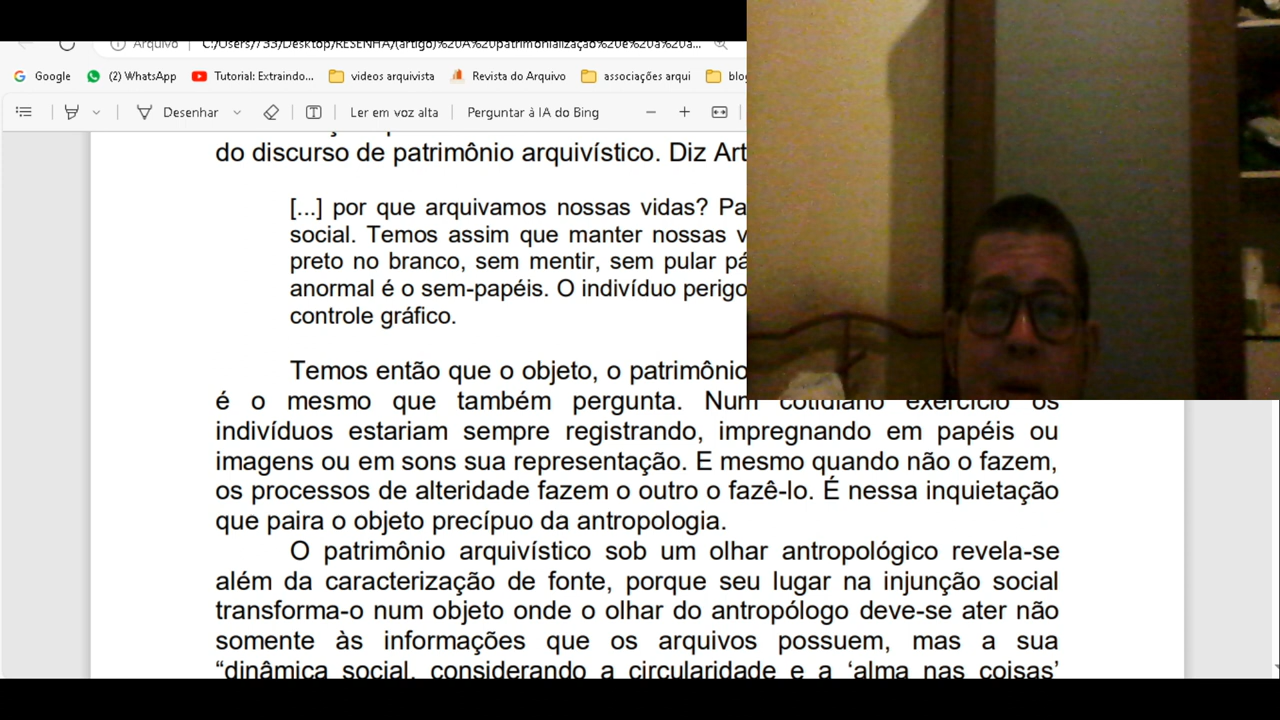 Arquivo C:/Users/733/Desktop/RESENHA/(artigo)%20A%20patrimonialização%20e%20a%20a...
Google (2) WhatsApp Tutorial: Extraindo... videos arquivista Revista do Arquivo associações arqui blog
Desenhar Ler em voz alta Perguntar à IA do Bing
do discurso de patrimônio arquivístico. Diz Art
[...] por que arquivamos nossas vidas? Pa
social. Temos assim que manter nossas v
preto no branco, sem mentir, sem pular pá
anormal é o sem-papéis. O indivíduo perigo
controle gráfico.
Temos então que o objeto, o patrimônio
é o mesmo que também pergunta. Num cotidiano exercício os
indivíduos estariam sempre registrando, impregnando em papéis ou
imagens ou em sons sua representação. E mesmo quando não o fazem,
os processos de alteridade fazem o outro o fazê-lo. É nessa inquietação
que paira o objeto precípuo da antropologia.
O patrimônio arquivístico sob um olhar antropológico revela-se
além da caracterização de fonte, porque seu lugar na injunção social
transforma-o num objeto onde o olhar do antropólogo deve-se ater não
somente às informações que os arquivos possuem, mas a sua
“dinâmica social, considerando a circularidade e a ‘alma nas coisas’